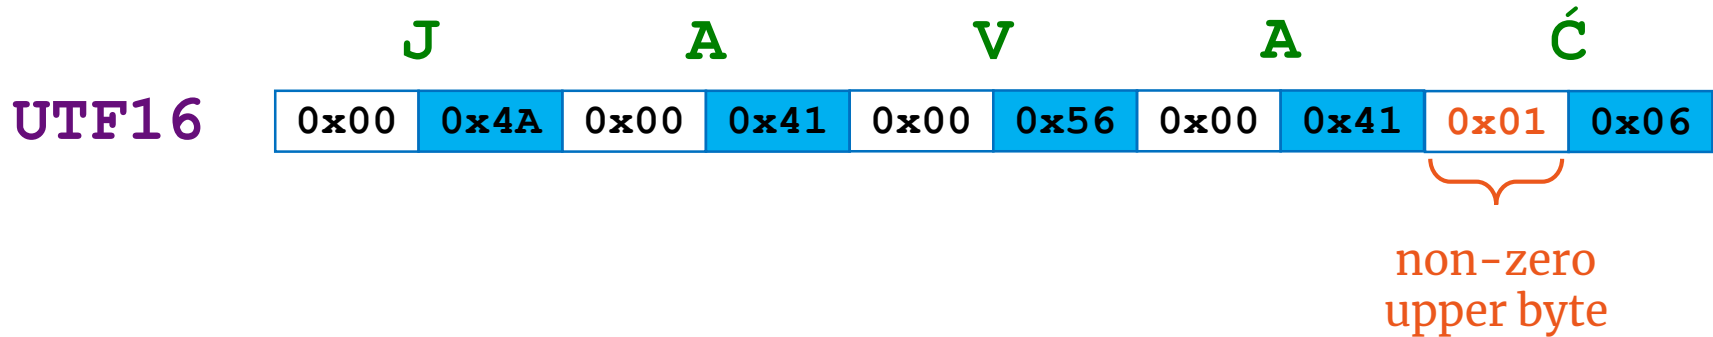 J A V A Ć
UTF16 0x00 0x4A 0x00 0x41 0x00 0x56 0x00 0x41 0x01 0x06
non-zero
upper byte